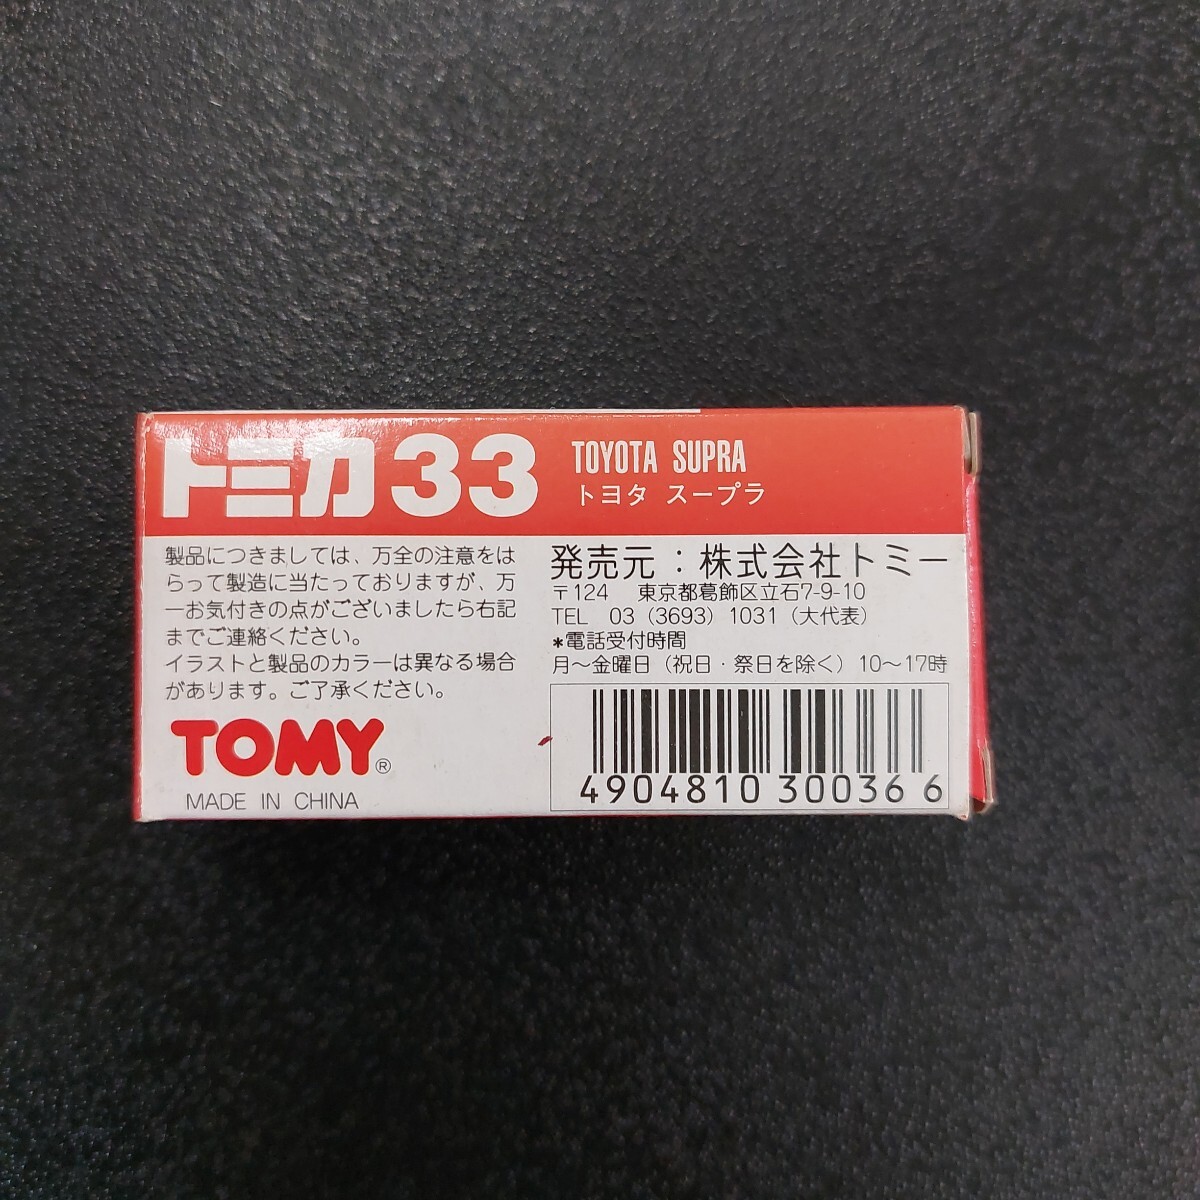 トミカ33
TOYOTA SUPRA
トヨタ スープラ
製品につきましては、万全の注意をは
らって製造に当たっておりますが、万
一お気付きの点がございましたら右記
までご連絡ください。
イラストと製品のカラーは異なる場合
があります。ご了承ください。
TOMY®
MADE IN CHINA
発売元：株式会社トミー
〒124 東京都葛飾区立石7-9-10
TEL 03（3693）1031（大代表）
*電話受付時間
月～金曜日（祝日・祭日を除く）10～17時
4904810 300366